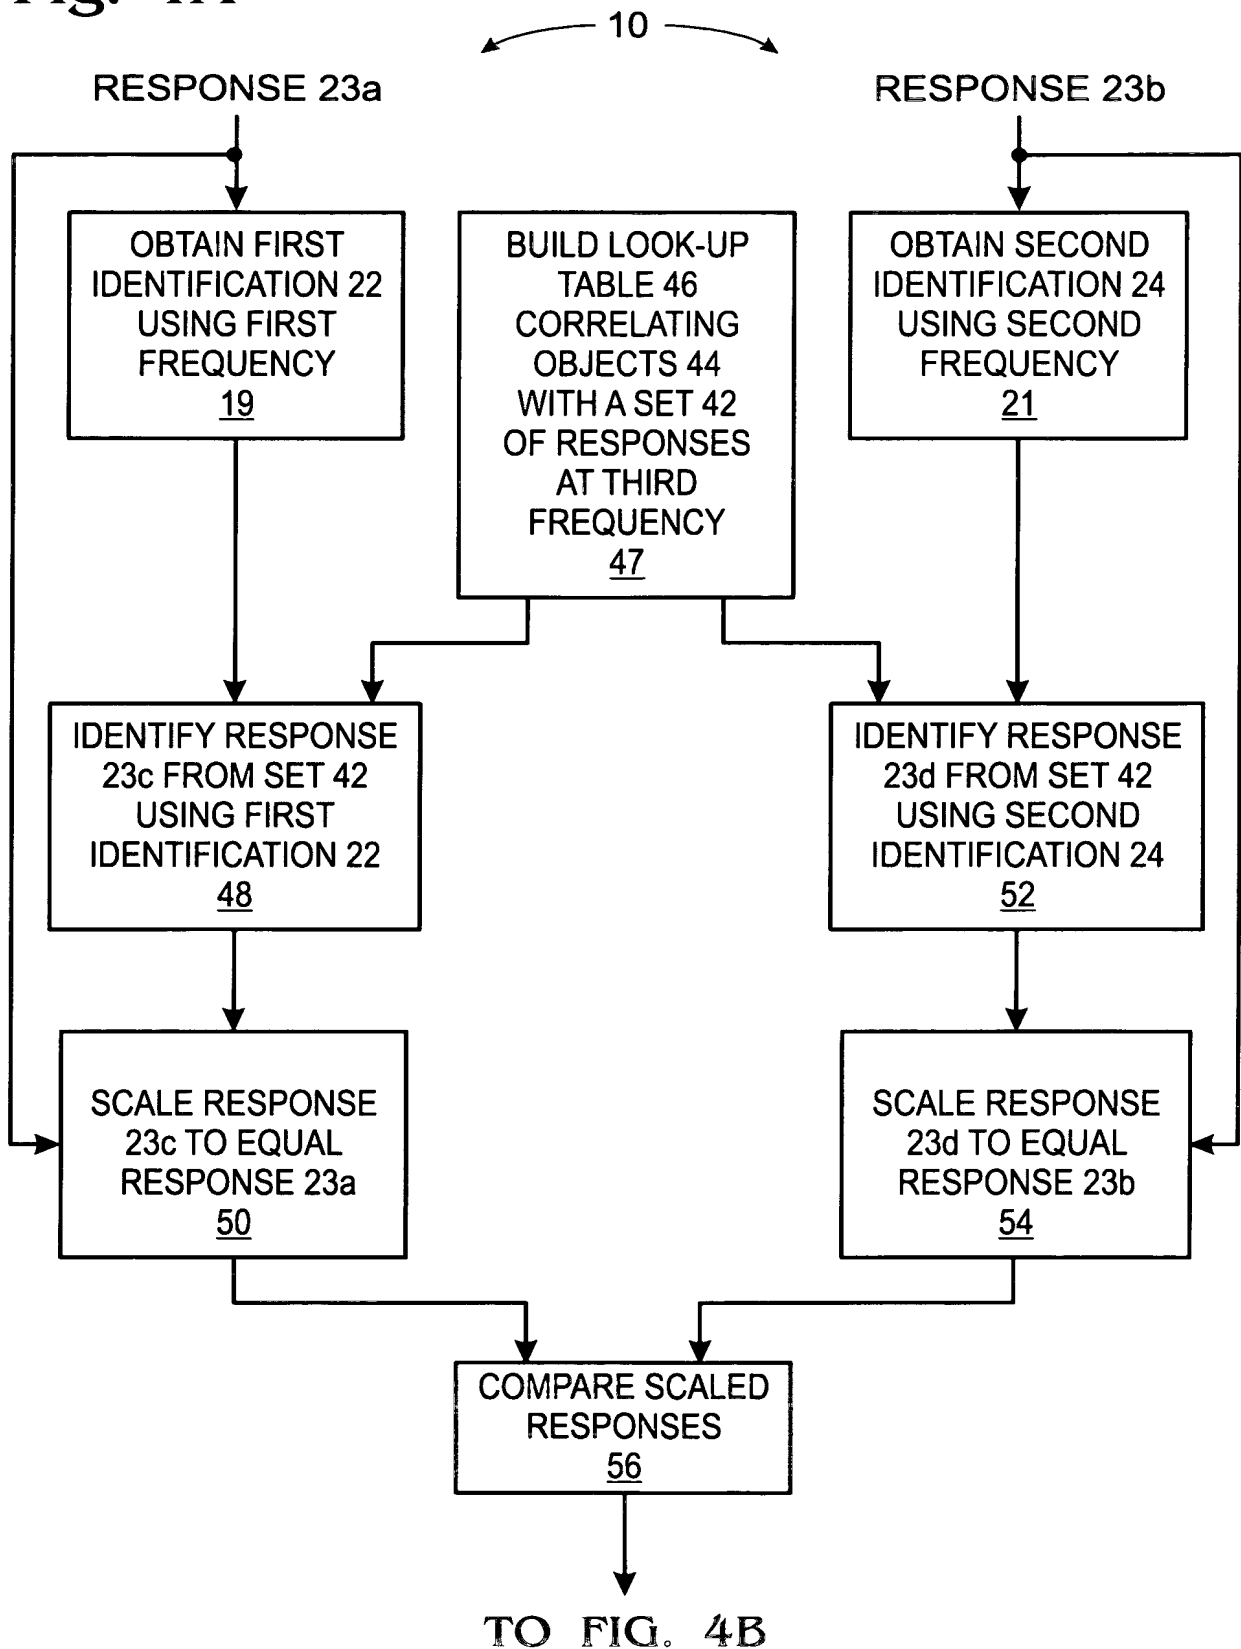 10
RESPONSE 23a
RESPONSE 23b
OBTAIN FIRST
IDENTIFICATION 22
USING FIRST
FREQUENCY
19
BUILD LOOK-UP
TABLE 46
CORRELATING
OBJECTS 44
WITH A SET 42
OF RESPONSES
AT THIRD
FREQUENCY
47
OBTAIN SECOND
IDENTIFICATION 24
USING SECOND
FREQUENCY
21
IDENTIFY RESPONSE
23c FROM SET 42
USING FIRST
IDENTIFICATION 22
48
IDENTIFY RESPONSE
23d FROM SET 42
USING SECOND
IDENTIFICATION 24
52
SCALE RESPONSE
23c TO EQUAL
RESPONSE 23a
50
SCALE RESPONSE
23d TO EQUAL
RESPONSE 23b
54
COMPARE SCALED
RESPONSES
56
TO FIG. 4B